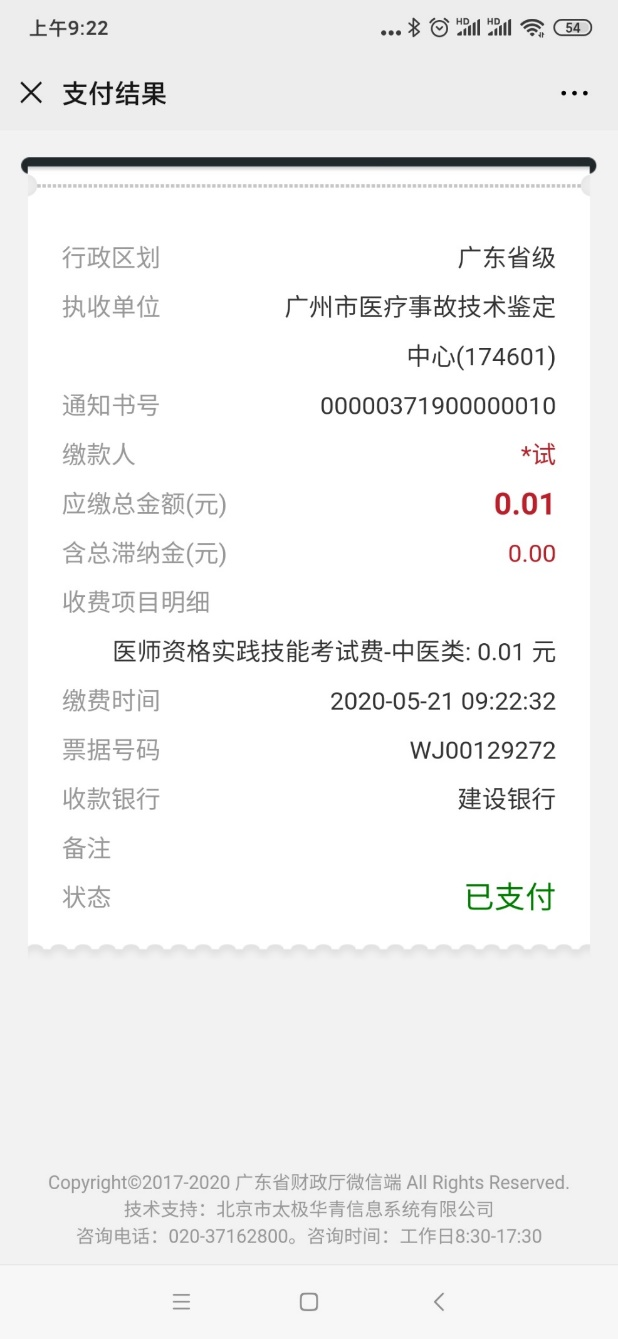 上午9:22
HD HD 54
支付结果
行政区划 广东省级
执收单位 广州市医疗事故技术鉴定
中心(174601)
通知书号 00000371900000010
缴款人 *试
应缴总金额(元) 0.01
含总滞纳金(元) 0.00
收费项目明细
医师资格实践技能考试费-中医类: 0.01 元
缴费时间 2020-05-21 09:22:32
票据号码 WJ00129272
收款银行 建设银行
备注
状态 已支付
Copyright©2017-2020 广东省财政厅微信端 All Rights Reserved.
技术支持：北京市太极华青信息系统有限公司
咨询电话：020-37162800。咨询时间：工作日8:30-17:30